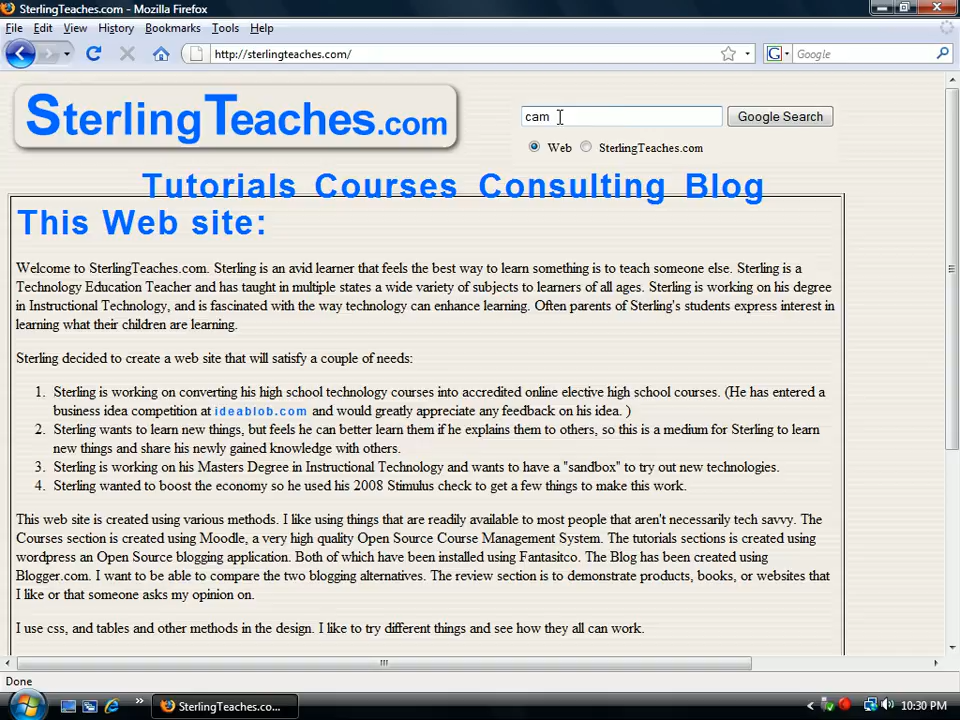 SterlingTeaches.com - Mozilla Firefox
File Edit View History Bookmarks Tools Help
http://sterlingteaches.com/
G Google
SterlingTeaches.com
cam
Google Search
Web SterlingTeaches.com
Tutorials Courses Consulting Blog
This Web site:
Welcome to SterlingTeaches.com. Sterling is an avid learner that feels the best way to learn something is to teach someone else. Sterling is a
Technology Education Teacher and has taught in multiple states a wide variety of subjects to learners of all ages. Sterling is working on his degree
in Instructional Technology, and is fascinated with the way technology can enhance learning. Often parents of Sterling's students express interest in
learning what their children are learning.
Sterling decided to create a web site that will satisfy a couple of needs:
1. Sterling is working on converting his high school technology courses into accredited online elective high school courses. (He has entered a
business idea competition at ideablob.com and would greatly appreciate any feedback on his idea. )
2. Sterling wants to learn new things, but feels he can better learn them if he explains them to others, so this is a medium for Sterling to learn
new things and share his newly gained knowledge with others.
3. Sterling is working on his Masters Degree in Instructional Technology and wants to have a "sandbox" to try out new technologies.
4. Sterling wanted to boost the economy so he used his 2008 Stimulus check to get a few things to make this work.
This web site is created using various methods. I like using things that are readily available to most people that aren't necessarily tech savvy. The
Courses section is created using Moodle, a very high quality Open Source Course Management System. The tutorials sections is created using
wordpress an Open Source blogging application. Both of which have been installed using Fantasitco. The Blog has been created using
Blogger.com. I want to be able to compare the two blogging alternatives. The review section is to demonstrate products, books, or websites that
I like or that someone asks my opinion on.
I use css, and tables and other methods in the design. I like to try different things and see how they all can work.
Done
SterlingTeaches.co...
10:30 PM